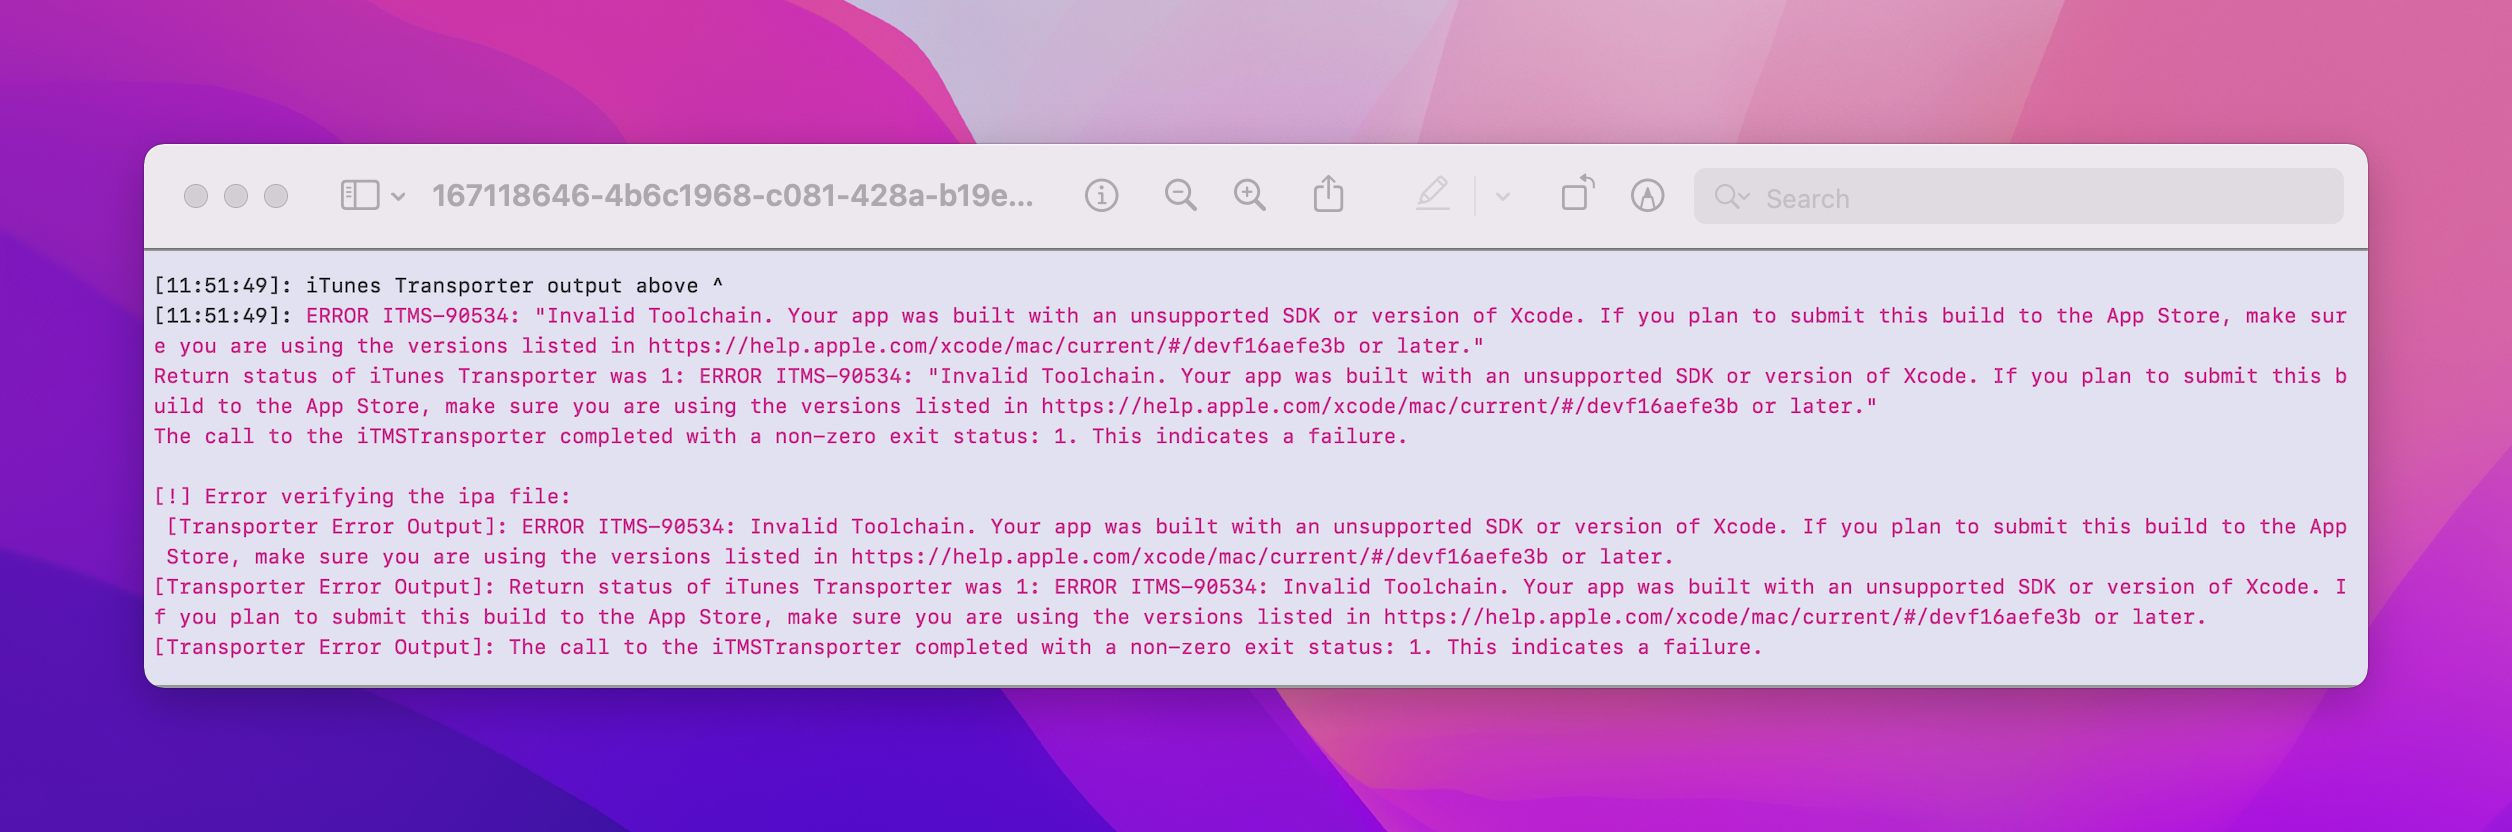 167118646-4b6c1968-c081-428a-b19e...
Search
[11:51:49]: iTunes Transporter output above ^
[11:51:49]: ERROR ITMS-90534: "Invalid Toolchain. Your app was built with an unsupported SDK or version of Xcode. If you plan to submit this build to the App Store, make sur
e you are using the versions listed in https://help.apple.com/xcode/mac/current/#/devf16aefe3b or later."
Return status of iTunes Transporter was 1: ERROR ITMS-90534: "Invalid Toolchain. Your app was built with an unsupported SDK or version of Xcode. If you plan to submit this b
uild to the App Store, make sure you are using the versions listed in https://help.apple.com/xcode/mac/current/#/devf16aefe3b or later."
The call to the iTMSTransporter completed with a non-zero exit status: 1. This indicates a failure.
[!] Error verifying the ipa file:
[Transporter Error Output]: ERROR ITMS-90534: Invalid Toolchain. Your app was built with an unsupported SDK or version of Xcode. If you plan to submit this build to the App
Store, make sure you are using the versions listed in https://help.apple.com/xcode/mac/current/#/devf16aefe3b or later.
[Transporter Error Output]: Return status of iTunes Transporter was 1: ERROR ITMS-90534: Invalid Toolchain. Your app was built with an unsupported SDK or version of Xcode. I
f you plan to submit this build to the App Store, make sure you are using the versions listed in https://help.apple.com/xcode/mac/current/#/devf16aefe3b or later.
[Transporter Error Output]: The call to the iTMSTransporter completed with a non-zero exit status: 1. This indicates a failure.